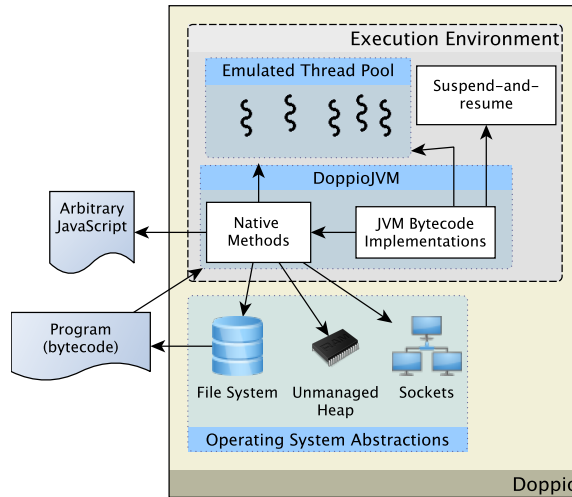 Execution Environment
Emulated Thread Pool
Suspend-and-
resume
DoppioJVM
Arbitrary
JavaScript
Native
Methods
JVM Bytecode
Implementations
Program
(bytecode)
File System
Unmanaged
Heap
Sockets
Operating System Abstractions
Doppio